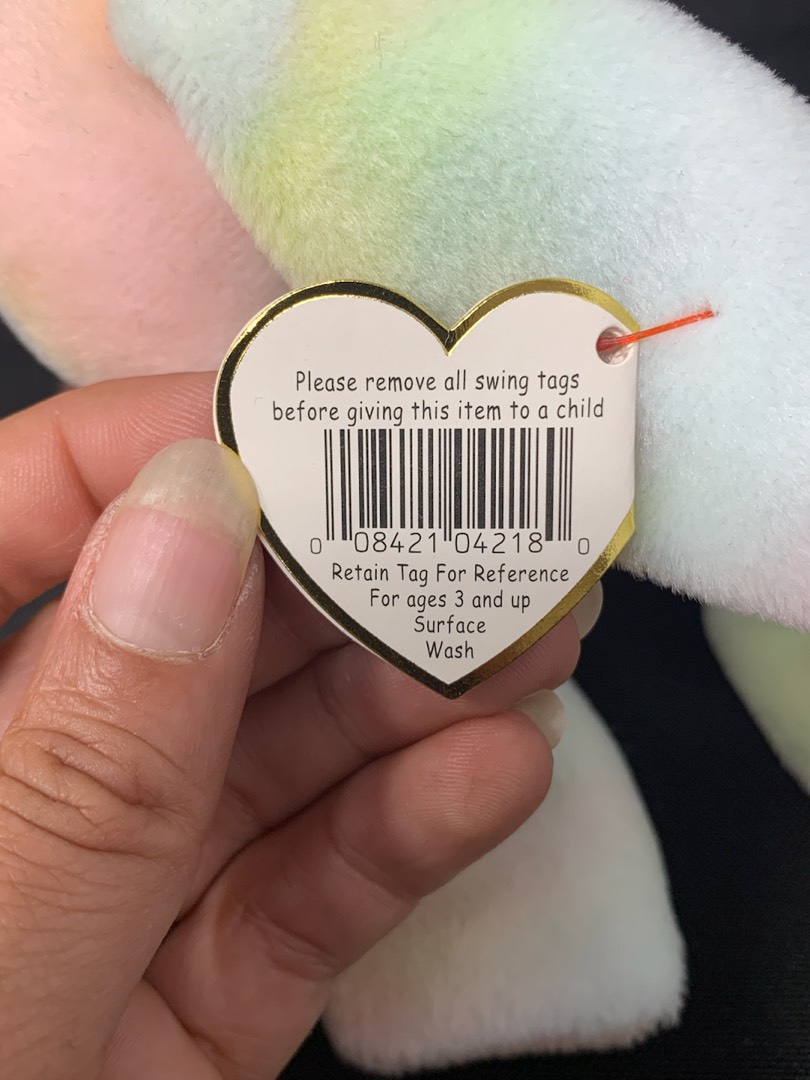 Please remove all swing tags
before giving this item to a child
0 08421 04218 0
Retain Tag For Reference
For ages 3 and up
Surface
Wash